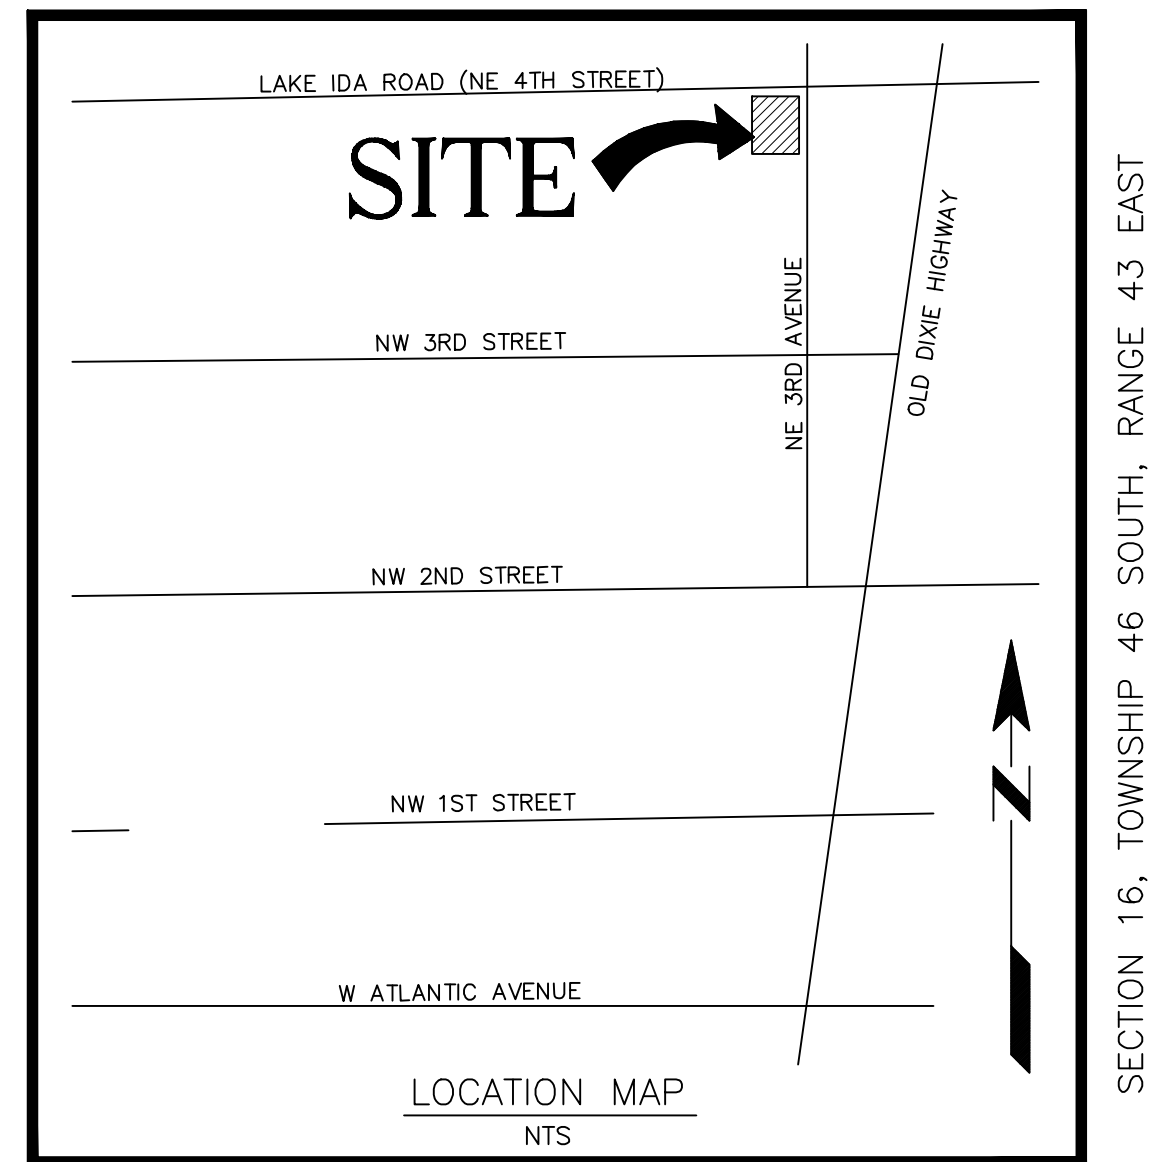 LAKE IDA ROAD (NE 4TH STREET)
SITE
NE 3RD AVENUE
OLD DIXIE HIGHWAY
NW 3RD STREET
NW 2ND STREET
N
NW 1ST STREET
W ATLANTIC AVENUE
LOCATION MAP
NTS
SECTION 16, TOWNSHIP 46 SOUTH, RANGE 43 EAST